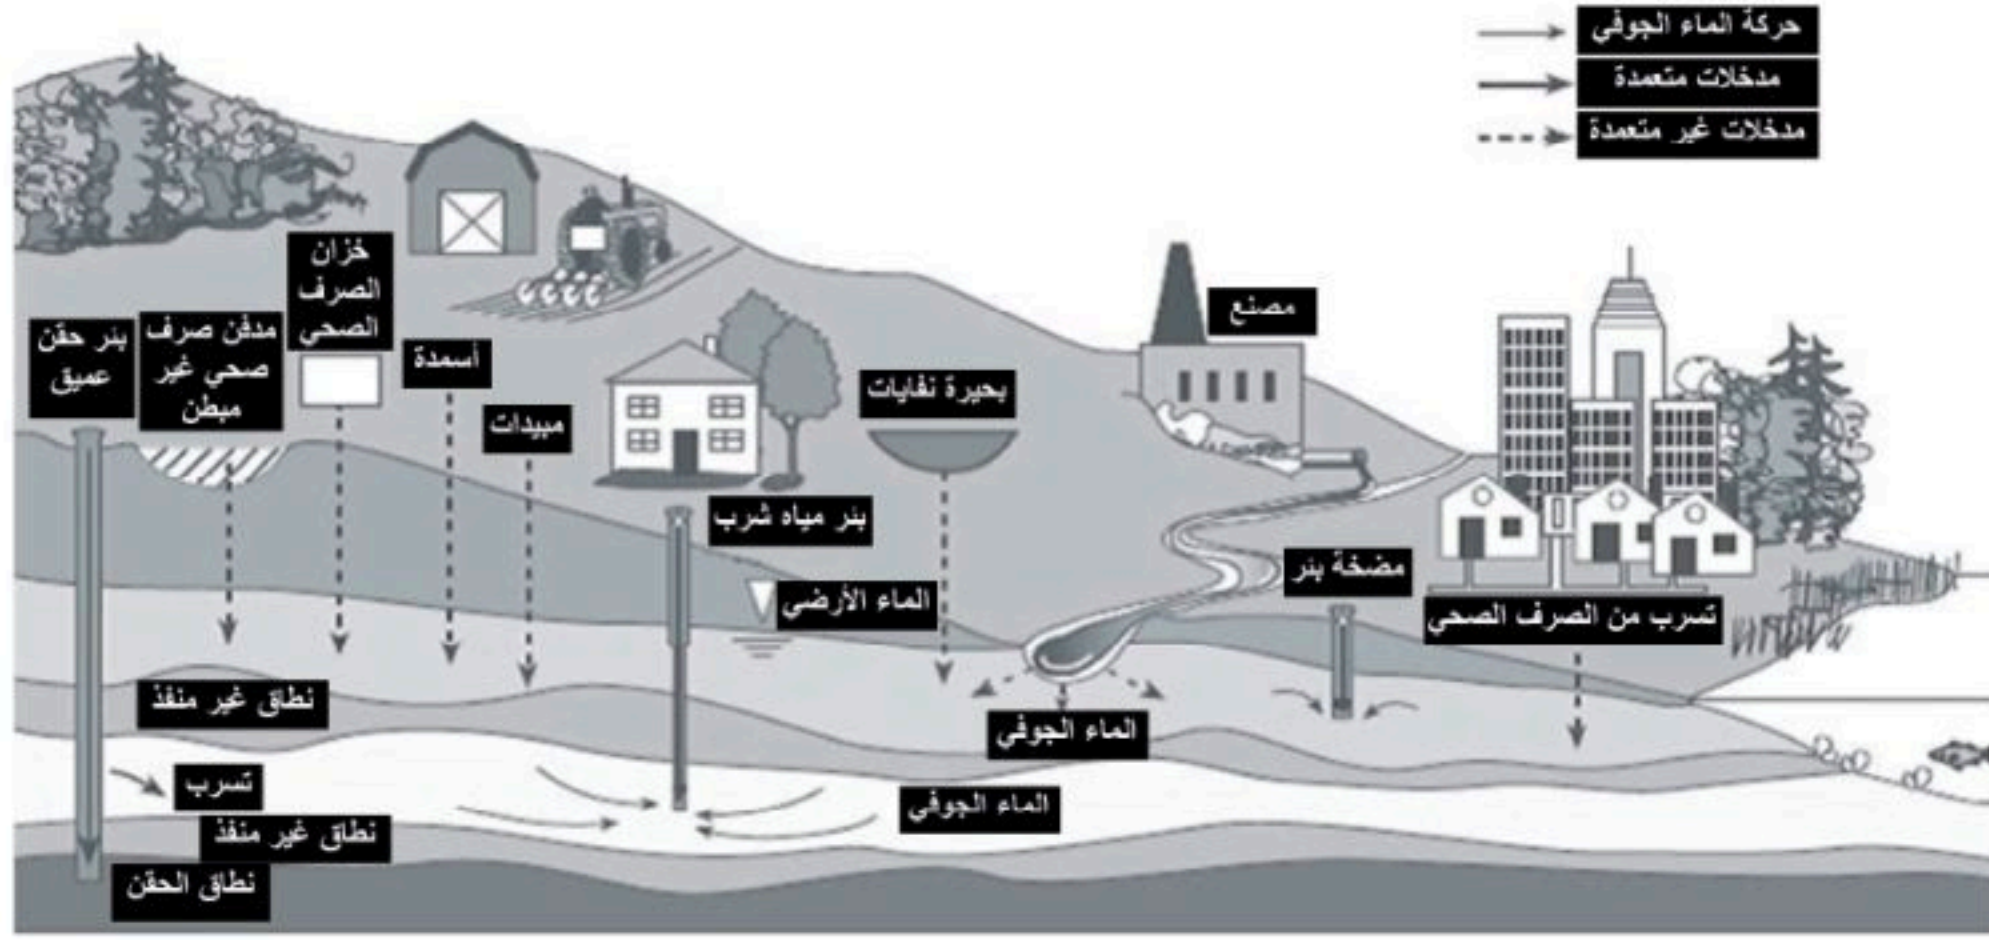 حركة الماء الجوفي
مدخلات متعمدة
مدخلات غير متعمدة
مصنع
خزان
الصرف
الصحي
مدفن صرف
صحي غير
مبطن
بئر حقن
عميق
أسمدة
مبيدات
بحيرة نفايات
بئر مياه شرب
مضخة بئر
الماء الأرضي
تسرب من الصرف الصحي
نطاق غير منفذ
الماء الجوفي
تسرب
الماء الجوفي
نطاق غير منفذ
نطاق الحقن